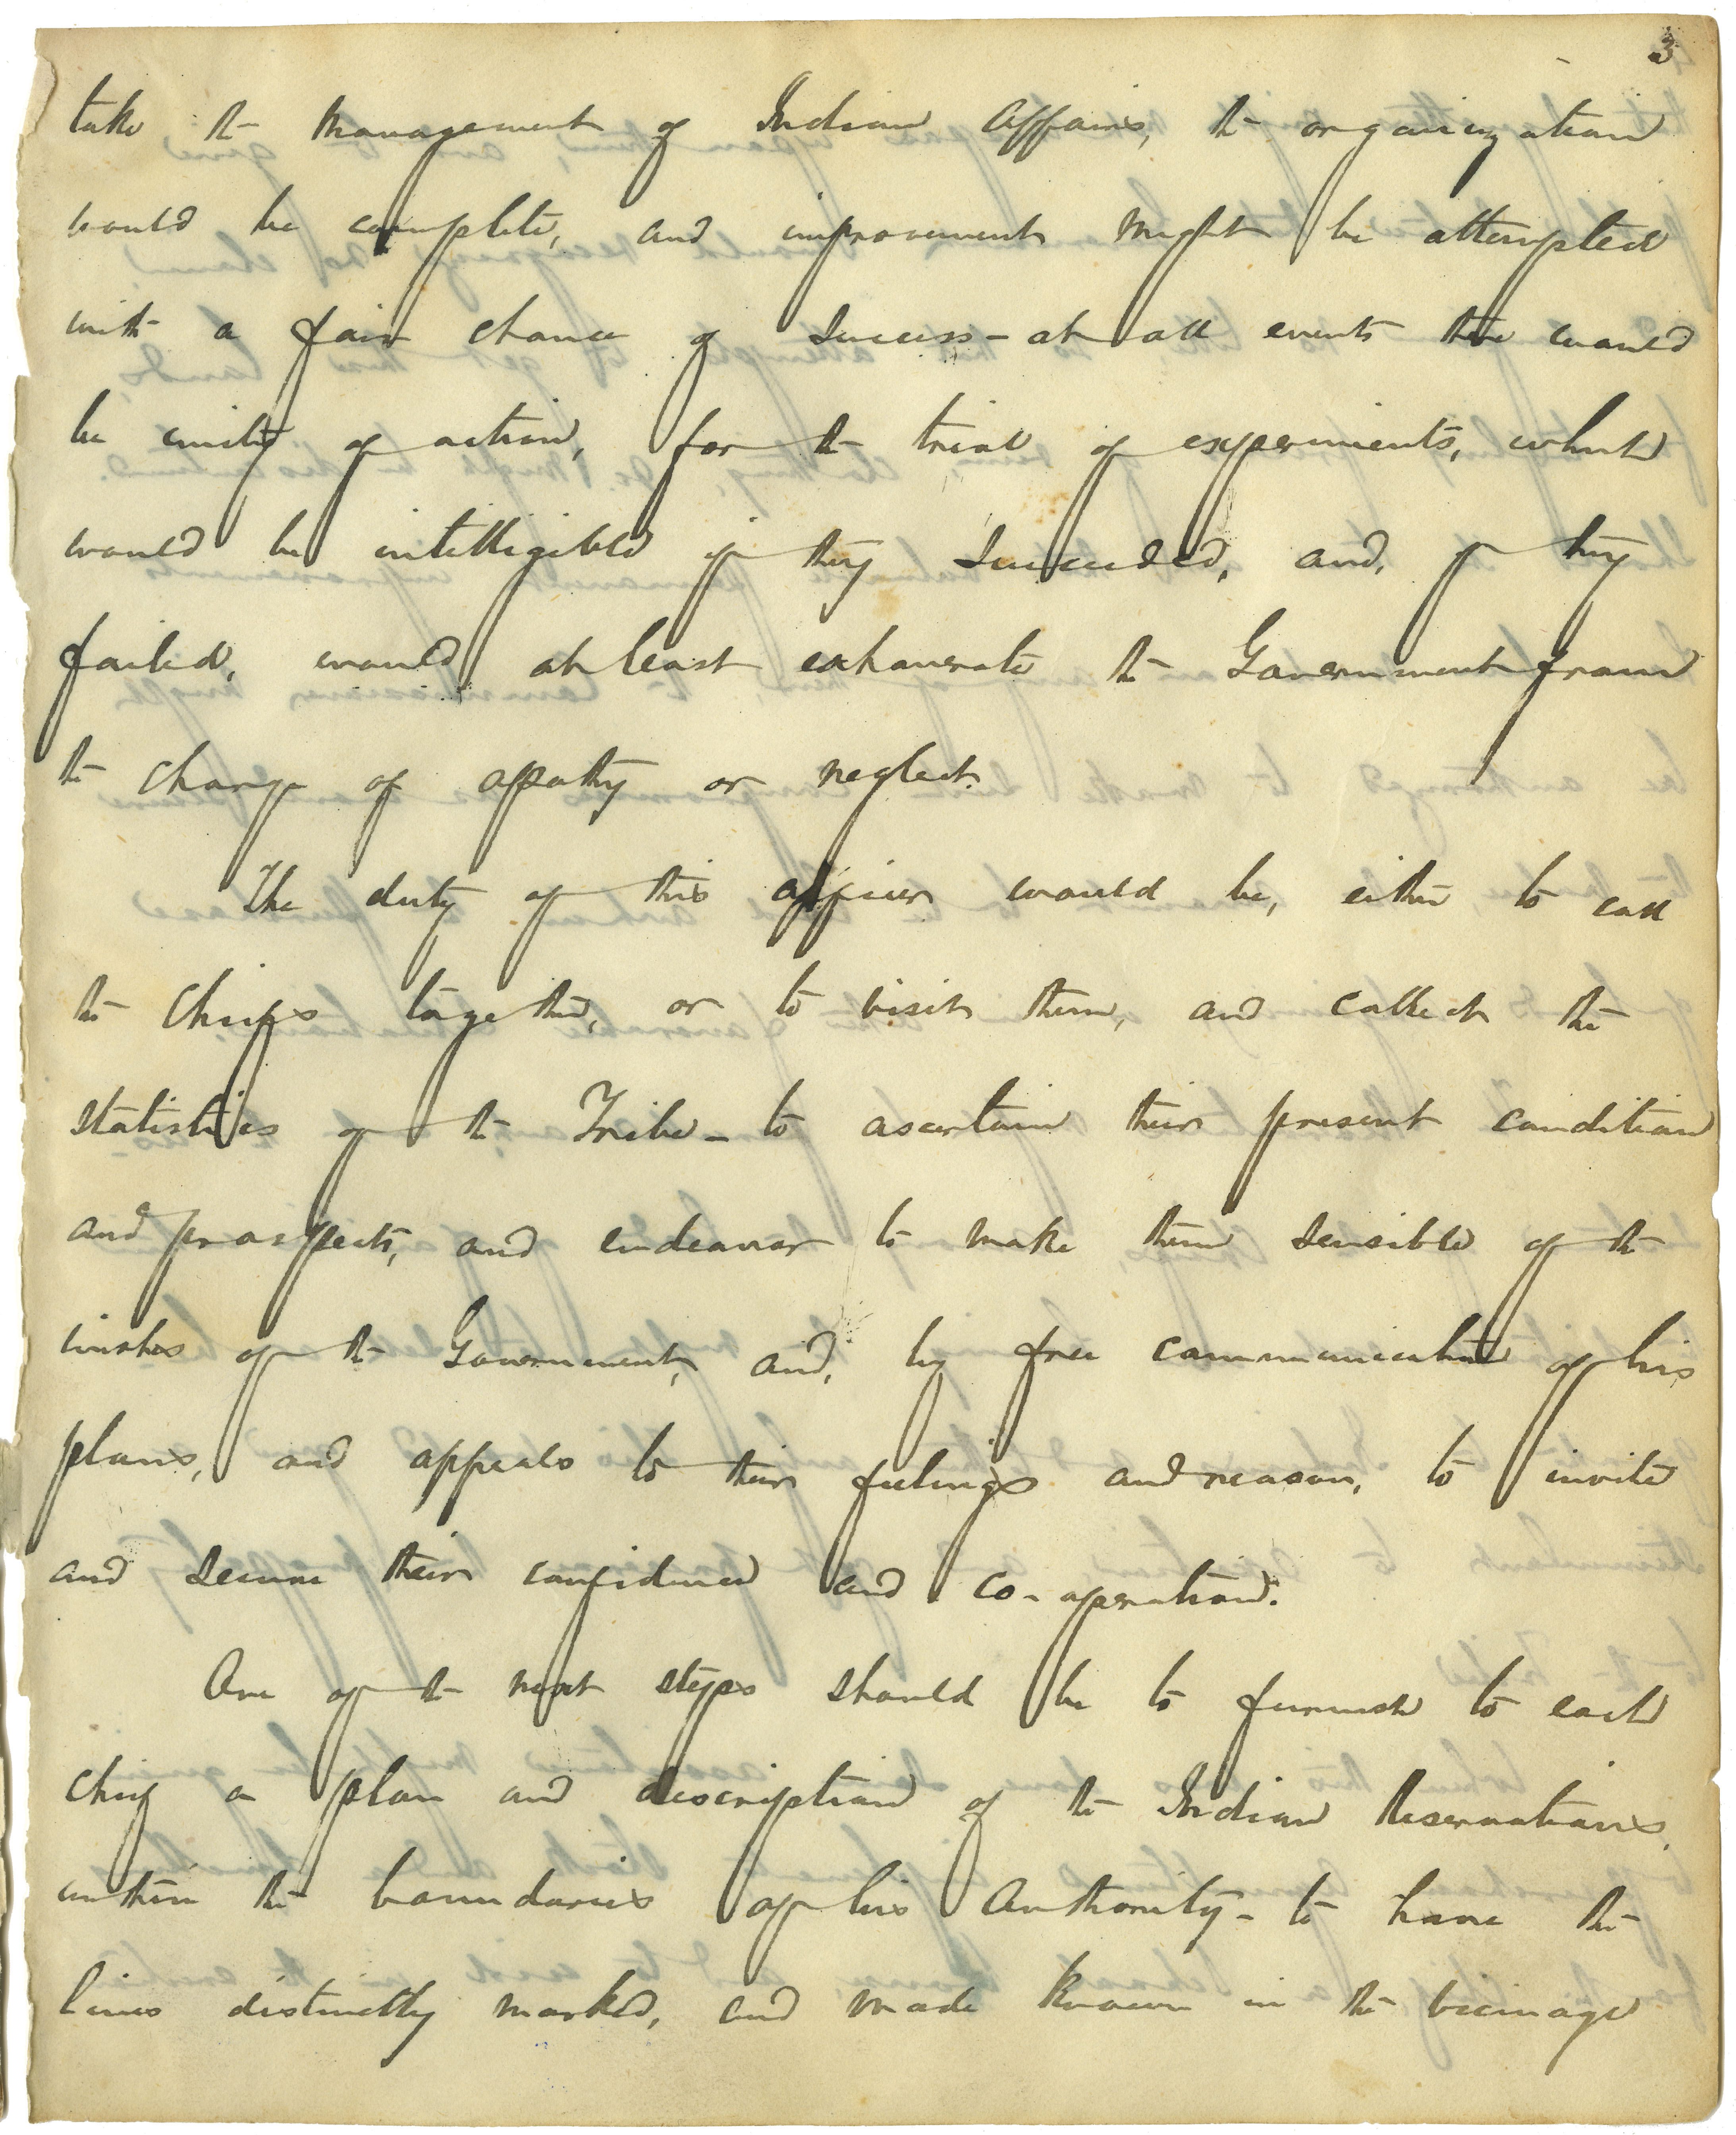 3
take the management of Indian Affairs, the organization
would be complete, and improvement might be attempted
with a fair chance of success - at all events there would
be unity of action, for the trial of experiments, which
would be intelligible if they succeeded, and, if they
failed, would at least exhonerate the Government from
the charge of apathy or neglect.
The duty of this officer would be, either to call
the Chiefs together, or to visit them, and collect the
statistics of the Tribe - to ascertain their present condition
and prospects, and endeavor to make them sensible of the
wishes of the Government, and, by free communication of his
plans, and appeals to their feelings and reason, to invite
and secure their confidence and co-operation.
One of the next steps should be to furnish to each
chief a plan and description of the Indian Reservations,
within the boundaries of his Authority - to have the
lines distinctly marked, and made known in the vicinage